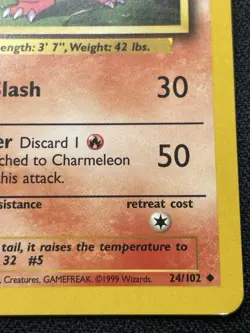 ength: 3' 7", Weight: 42 lbs.
Slash 30
er Discard 1
ched to Charmeleon
his attack. 50
sistance retreat cost
tail, it raises the temperature to
32 #5
Creatures, GAMEFREAK. ©1999 Wizards. 24/102 ◆